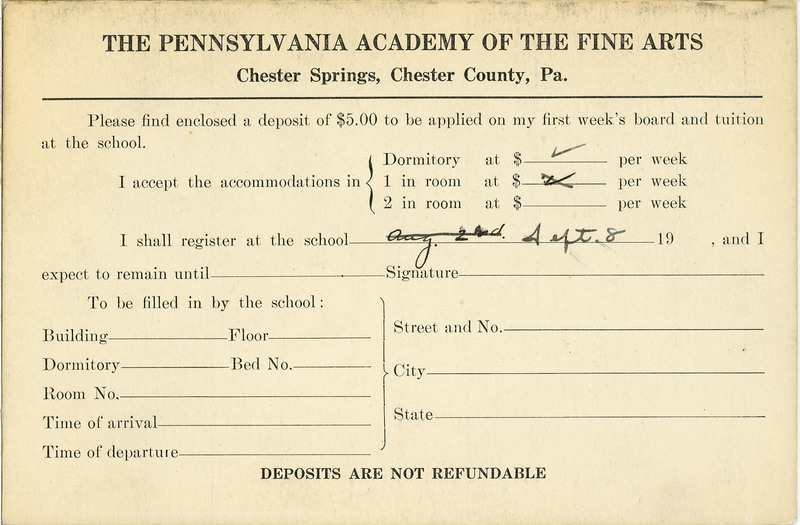 THE PENNSYLVANIA ACADEMY OF THE FINE ARTS
Chester Springs, Chester County, Pa.
Please find enclosed a deposit of $5.00 to be applied on my first week's board and tuition
at the school.
I accept the accommodations in { Dormitory at $ ✓ per week
1 in room at $ x per week
2 in room at $ per week
I shall register at the school Aug. 2nd. Sept. 8 19 , and I
expect to remain until Signature
To be filled in by the school:
Building Floor
Dormitory Bed No.
Room No.
Time of arrival
Time of departure
Street and No.
City
State
DEPOSITS ARE NOT REFUNDABLE